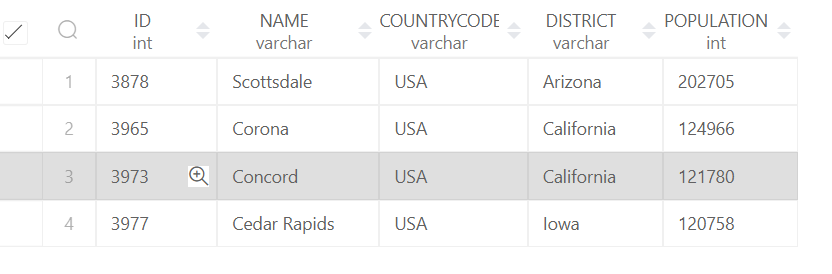 ID NAME COUNTRYCODE DISTRICT POPULATION
int varchar varchar varchar int
1 3878 Scottsdale USA Arizona 202705
2 3965 Corona USA California 124966
3 3973 Concord USA California 121780
4 3977 Cedar Rapids USA Iowa 120758